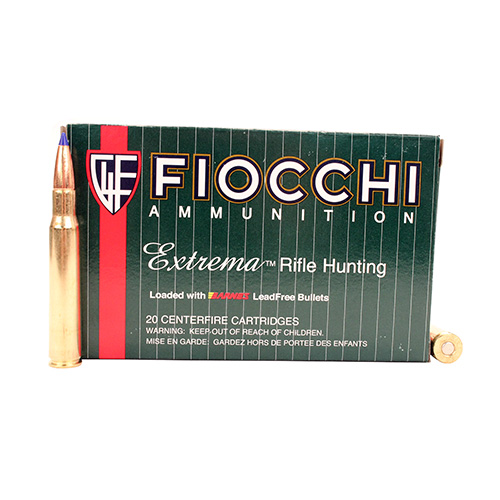 GFL
FIOCCHI
AMMUNITION
Extrema™ Rifle Hunting
Loaded with BARNES LeadFree Bullets
20 CENTERFIRE CARTRIDGES
WARNING: KEEP OUT OF REACH OF CHILDREN.
MISE EN GARDE: GARDEZ HORS DE PORTEE DES ENFANTS